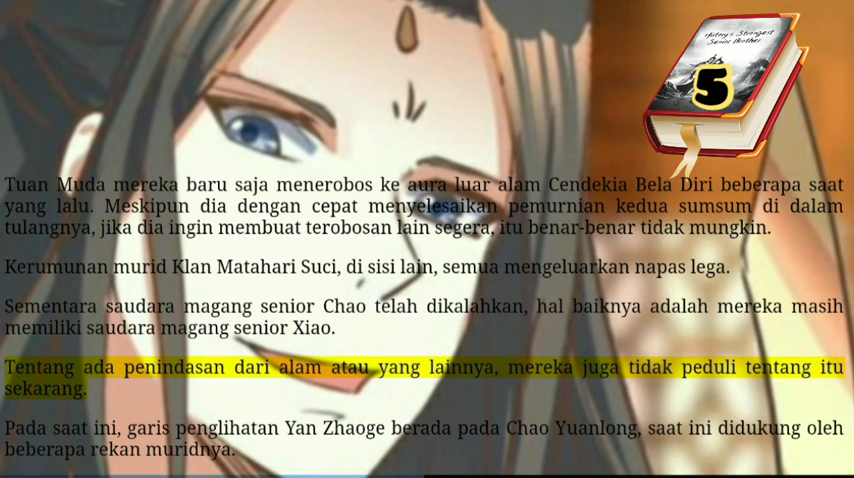 History's Strongest
Senior Brother
5
Tuan Muda mereka baru saja menerobos ke aura luar alam Cendekia Bela Diri beberapa saat
yang lalu. Meskipun dia dengan cepat menyelesaikan pemurnian kedua sumsum di dalam
tulangnya, jika dia ingin membuat terobosan lain segera, itu benar-benar tidak mungkin.
Kerumunan murid Klan Matahari Suci, di sisi lain, semua mengeluarkan napas lega.
Sementara saudara magang senior Chao telah dikalahkan, hal baiknya adalah mereka masih
memiliki saudara magang senior Xiao.
Tentang ada penindasan dari alam atau yang lainnya, mereka juga tidak peduli tentang itu
sekarang.
Pada saat ini, garis penglihatan Yan Zhaoge berada pada Chao Yuanlong, saat ini didukung oleh
beberapa rekan muridnya.